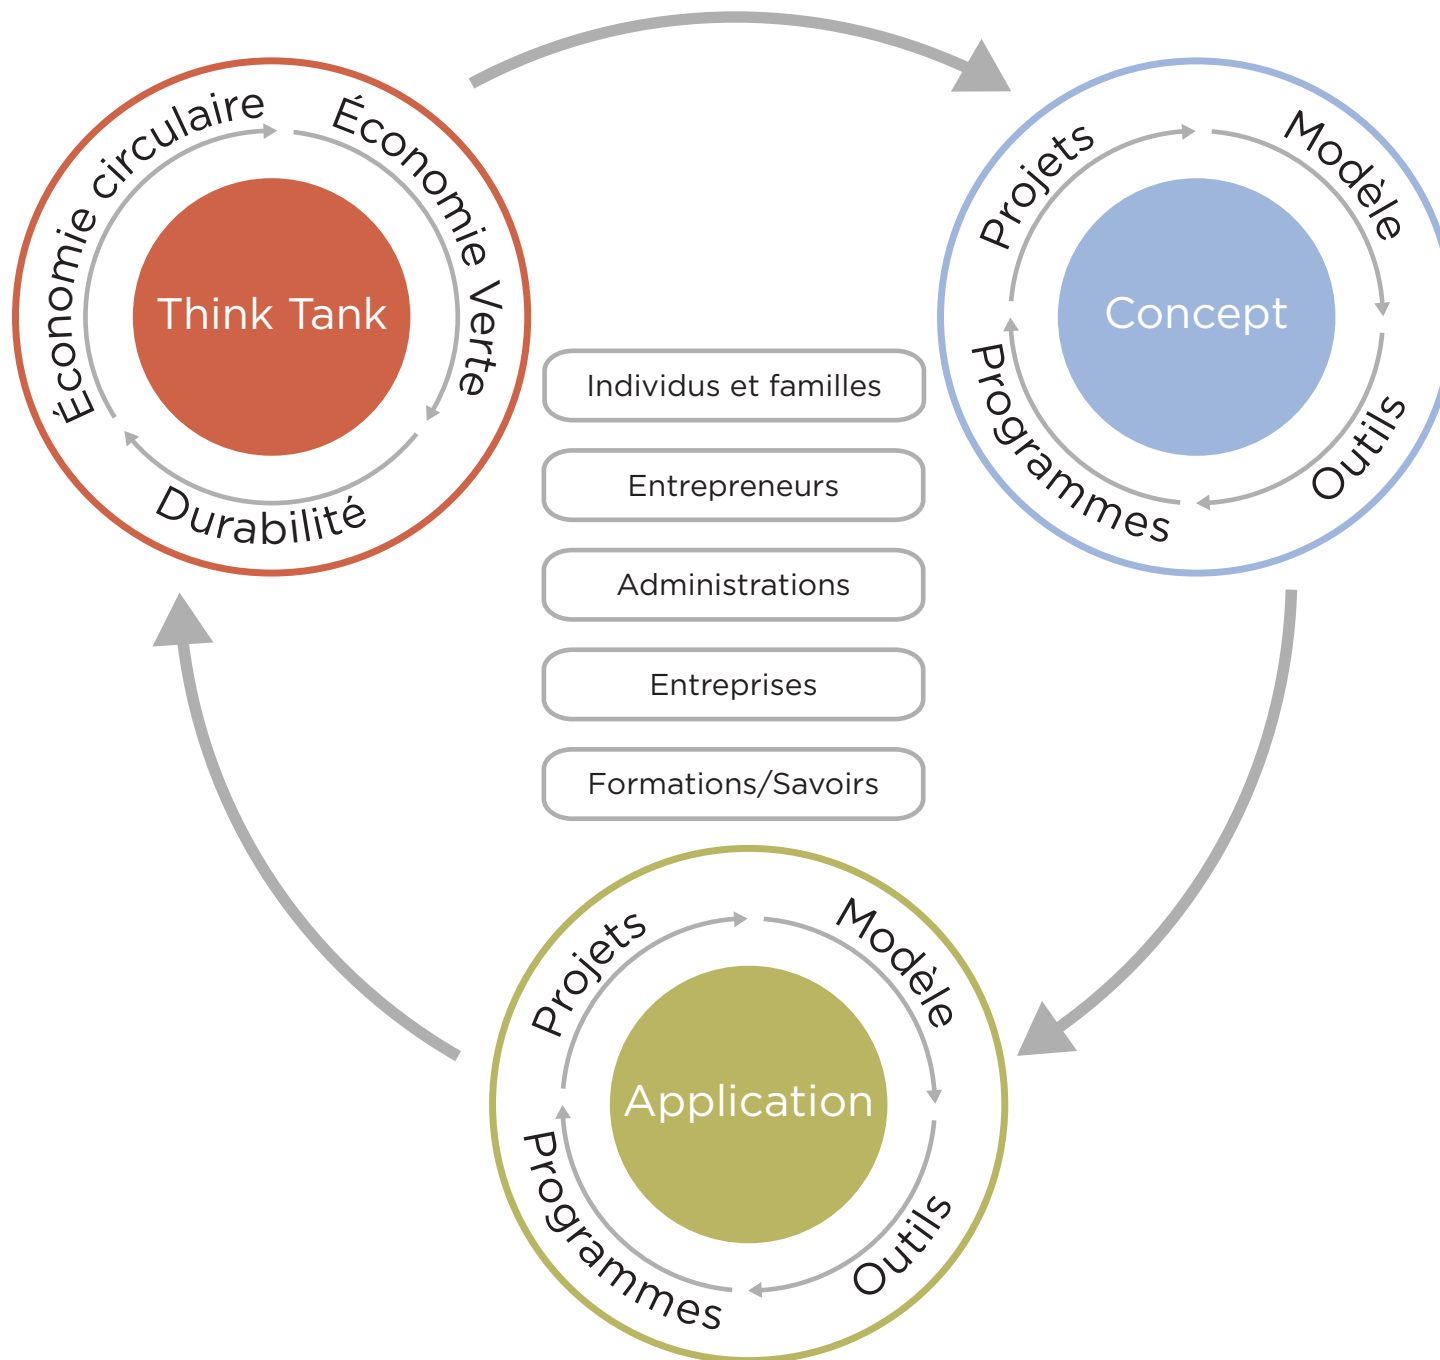 Économie circulaire
Économie Verte
Durabilité
Think Tank
Projets
Modèle
Outils
Programmes
Concept
Individus et familles
Entrepreneurs
Administrations
Entreprises
Formations/Savoirs
Projets
Modèle
Outils
Programmes
Application